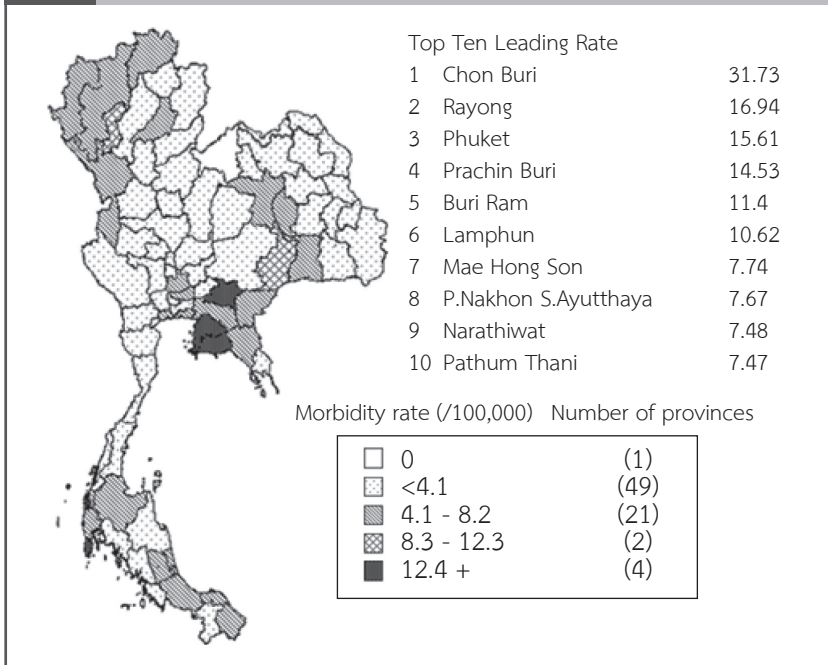 Top Ten Leading Rate
1 Chon Buri 31.73
2 Rayong 16.94
3 Phuket 15.61
4 Prachin Buri 14.53
5 Buri Ram 11.4
6 Lamphun 10.62
7 Mae Hong Son 7.74
8 P.Nakhon S.Ayutthaya 7.67
9 Narathiwat 7.48
10 Pathum Thani 7.47
Morbidity rate (/100,000) Number of provinces
0 (1)
<4.1 (49)
4.1 - 8.2 (21)
8.3 - 12.3 (2)
12.4 + (4)